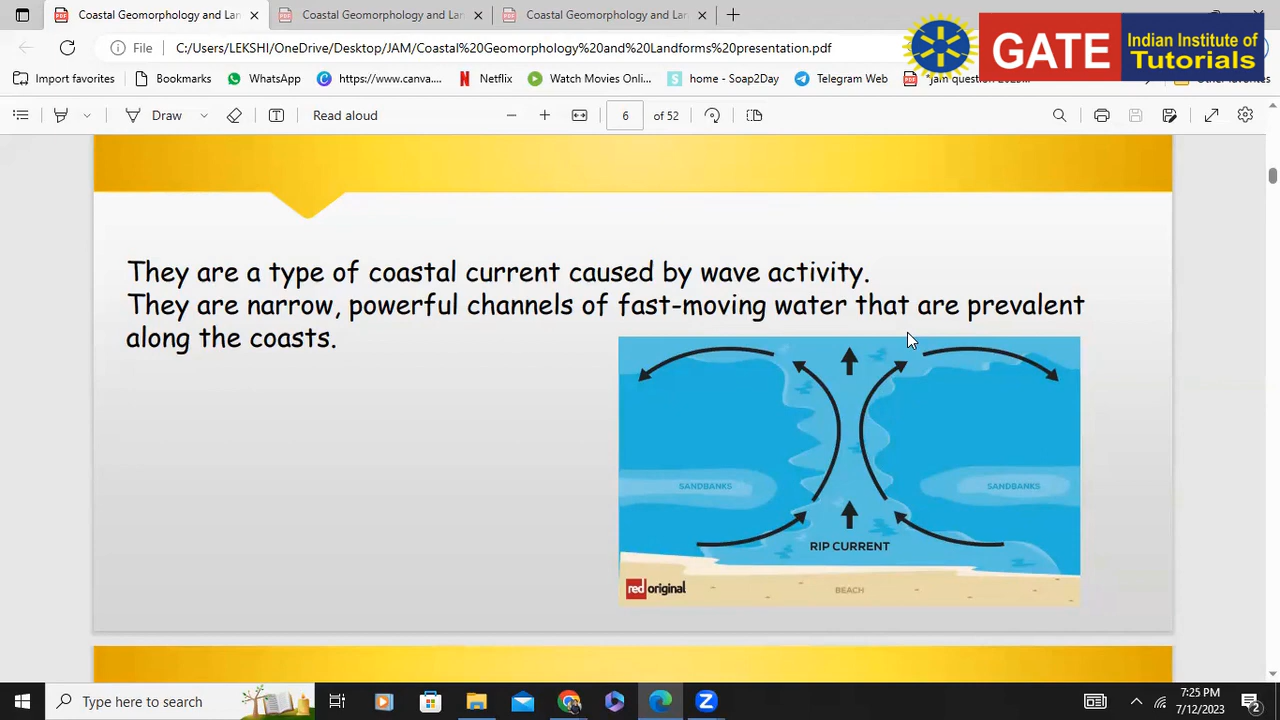 Coastal Geomorphology and Lan
Coastal Geomorphology and Lan
Coastal Geomorphology and Lan
File
C:/Users/LEKSHI/OneDrive/Desktop/JAM/Coastal%20Geomorphology%20and%20Landforms%20presentation.pdf
GATE
Indian Institute of
Tutorials
Import favorites
Bookmarks
WhatsApp
https://www.canva....
Netflix
Watch Movies Onli...
home - Soap2Day
Telegram Web
Draw
Read aloud
6
of 52
They are a type of coastal current caused by wave activity.
They are narrow, powerful channels of fast-moving water that are prevalent
along the coasts.
SANDBANKS
SANDBANKS
RIP CURRENT
red original
BEACH
Type here to search
7:25 PM
7/12/2023
2